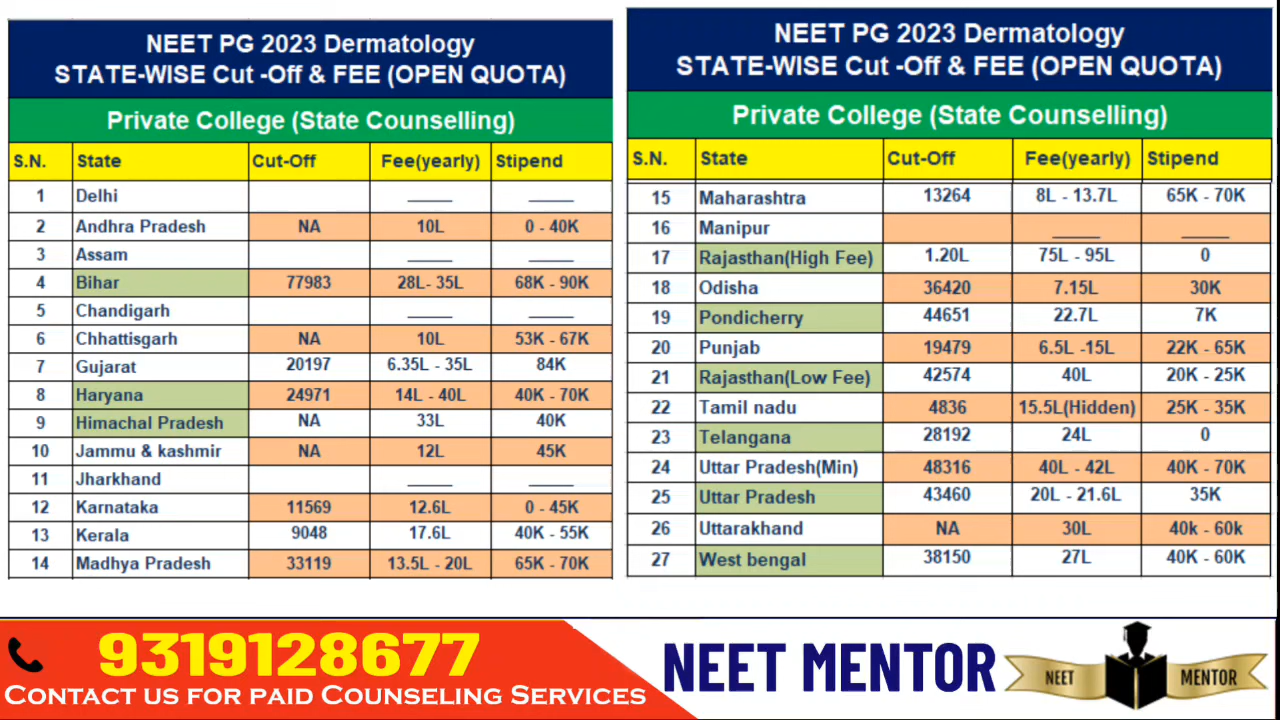 NEET PG 2023 Dermatology
STATE-WISE Cut -Off & FEE (OPEN QUOTA)
Private College (State Counselling)
S.N. State Cut-Off Fee(yearly) Stipend
1 Delhi ____ ____
2 Andhra Pradesh NA 10L 0 - 40K
3 Assam ____ ____
4 Bihar 77983 28L- 35L 68K - 90K
5 Chandigarh ____ ____
6 Chhattisgarh NA 10L 53K - 67K
7 Gujarat 20197 6.35L - 35L 84K
8 Haryana 24971 14L - 40L 40K - 70K
9 Himachal Pradesh NA 33L 40K
10 Jammu & kashmir NA 12L 45K
11 Jharkhand ____ ____
12 Karnataka 11569 12.6L 0 - 45K
13 Kerala 9048 17.6L 40K - 55K
14 Madhya Pradesh 33119 13.5L - 20L 65K - 70K
NEET PG 2023 Dermatology
STATE-WISE Cut -Off & FEE (OPEN QUOTA)
Private College (State Counselling)
S.N. State Cut-Off Fee(yearly) Stipend
15 Maharashtra 13264 8L - 13.7L 65K - 70K
16 Manipur ____ ____
17 Rajasthan(High Fee) 1.20L 75L - 95L 0
18 Odisha 36420 7.15L 30K
19 Pondicherry 44651 22.7L 7K
20 Punjab 19479 6.5L -15L 22K - 65K
21 Rajasthan(Low Fee) 42574 40L 20K - 25K
22 Tamil nadu 4836 15.5L(Hidden) 25K - 35K
23 Telangana 28192 24L 0
24 Uttar Pradesh(Min) 48316 40L - 42L 40K - 70K
25 Uttar Pradesh 43460 20L - 21.6L 35K
26 Uttarakhand NA 30L 40k - 60k
27 West bengal 38150 27L 40K - 60K
9319128677
CONTACT US FOR PAID COUNSELING SERVICES
NEET MENTOR
NEET MENTOR